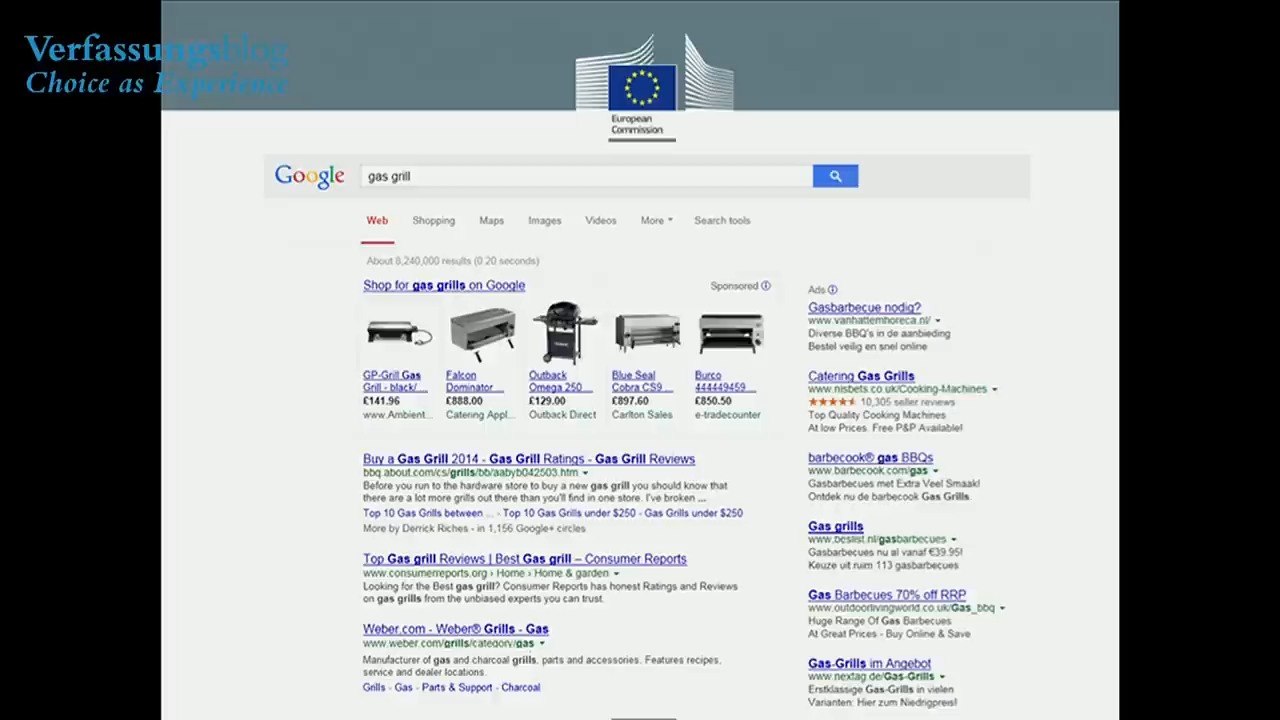 Verfassungsblog
Choice as Experience
European
Commission
Google
gas grill
Web Shopping Maps Images Videos More Search tools
About 8,240,000 results (0.20 seconds)
Shop for gas grills on Google
Sponsored
GP-Grill Gas
Grill - black/ ...
£141.96
www.Ambient...
Falcon
Dominator ...
£888.00
Catering Appl...
Outback
Omega 250 ...
£129.00
Outback Direct
Blue Seal
Cobra CS9 ...
£897.60
Carlton Sales
Burco
444449459 ...
£850.50
e-tradecounter
Buy a Gas Grill 2014 - Gas Grill Ratings - Gas Grill Reviews
bbq.about.com/cs/grills/bb/aabyb042503.htm
Before you run to the hardware store to buy a new gas grill you should know that
there are a lot more grills out there than you'll find in one store. I've broken ...
Top 10 Gas Grills between ... - Top 10 Gas Grills under $250 - Gas Grills under $250
More by Derrick Riches - in 1,156 Google+ circles
Top Gas grill Reviews | Best Gas grill – Consumer Reports
www.consumerreports.org › Home › Home & garden
Looking for the Best gas grill? Consumer Reports has honest Ratings and Reviews
on gas grills from the unbiased experts you can trust.
Weber.com - Weber® Grills - Gas
www.weber.com/grills/category/gas
Manufacturer of gas and charcoal grills, parts and accessories. Features recipes,
service and dealer locations.
Grills - Gas - Parts & Support - Charcoal
Ads
Gasbarbecue nodig?
www.vanhattemhoreca.nl/
Diverse BBQ's in de aanbieding
Bestel veilig en snel online
Catering Gas Grills
www.nisbets.co.uk/Cooking-Machines
10,305 seller reviews
Top Quality Cooking Machines
At low Prices. Free P&P Available!
barbecook® gas BBQs
www.barbecook.com/gas
Gasbarbecues met Extra Veel Smaak!
Ontdek nu de barbecook Gas Grills.
Gas grills
www.beslist.nl/gasbarbecues
Gasbarbecues nu al vanaf €39.95!
Keuze uit ruim 113 gasbarbecues
Gas Barbecues 70% off RRP
www.outdoorlivingworld.co.uk/Gas_bbq
Huge Range Of Gas Barbecues
At Great Prices - Buy Online & Save
Gas-Grills im Angebot
www.nextag.de/Gas-Grills
Erstklassige Gas-Grills in vielen
Varianten: Hier zum Niedrigpreis!